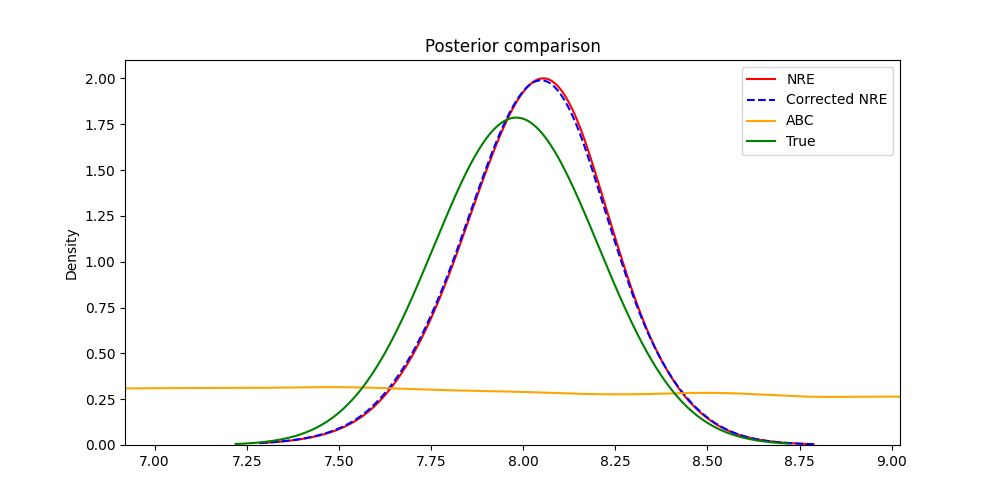 Posterior comparison
NRE
Corrected NRE
ABC
True
Density
2.00
1.75
1.50
1.25
1.00
0.75
0.50
0.25
0.00
7.00 7.25 7.50 7.75 8.00 8.25 8.50 8.75 9.00